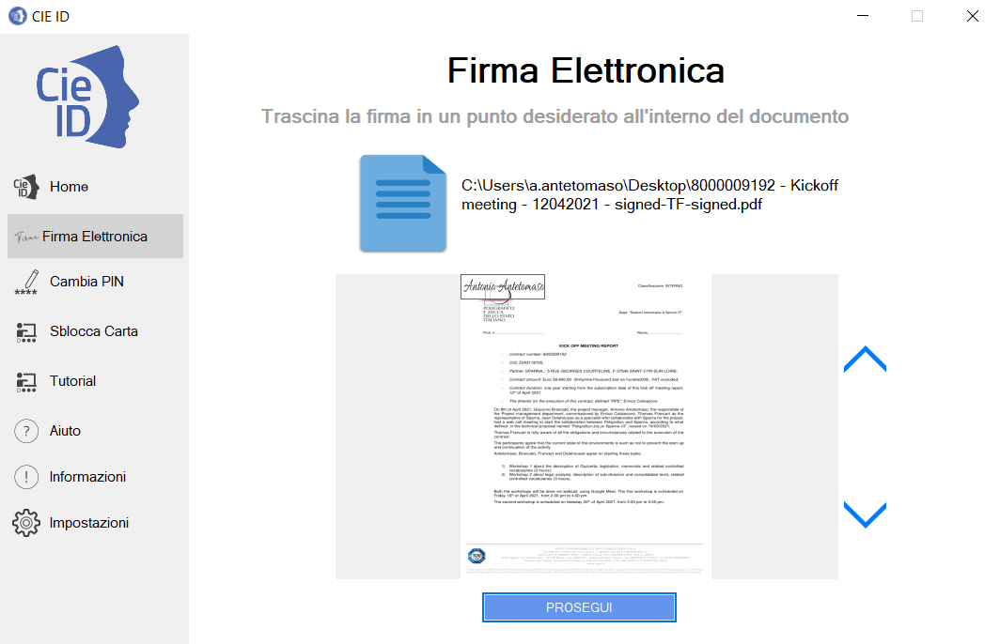 CIE ID
Cie
ID
Firma Elettronica
Trascina la firma in un punto desiderato all'interno del documento
C:\Users\a.antetomaso\Desktop\8000009192 - Kickoff
meeting - 12042021 - signed-TF-signed.pdf
Home
Firma Elettronica
Cambia PIN
Sblocca Carta
Tutorial
Aiuto
Informazioni
Impostazioni
Antonio Antetomaso
Classificazione: INTERNO
POLIGRAFICO
E ZECCA
DELLO STATO
ITALIANO
Dept. "Sistemi Informativi e Servizi IT"
KICK OFF MEETING REPORT
- Contract number: 8000009192
- Partner: SPARNA, , 5 RUE GEORGES COURTELINE, F-37540 SAINT-CYR-SUR-LOIRE;
- Contract amount: Euro 39.600,00 (thirtynine thousand and six hundred/00), VAT excluded.
- Contract duration: one year starting from the subscription date of this kick off meeting report,
12th of April 2021.
- The director for the execution of this contract, defined "RPE": Enrico Calaiacovo.
On 8th of April 2021, Giacomo Brancato, the project manager, Antonio Antetomaso, the responsible of
the Project management department, commissioned by Enrico Calaiacovo, Thomas Francart as the
representative of Sparna, Jean Delahousse as a specialist who collaborates with Sparna for the project,
had a web call meeting to start the collaboration between Poligrafico and Sparna, according to what
defined in the technical proposal named "Poligrafico JoLux-Sparna v3", issued on 19/03/2021.
Thomas Francart is fully aware of all the obligations and circumstances related to the execution of the
contract.
The participants agree that the current state of the environments is such as not to prevent the start up
and continuation of the activity.
Antetomaso, Brancato, Francart and Delahousse agree on starting these tasks:
1) Workshop 1 about the description of Gazzetta, legislation, memorials and related controlled
vocabularies (3 hours);
2) Workshop 2 about legal analysis, description of sub-divisions and consolidated texts, related
controlled vocabularies (3 hours).
Both the workshops will be done via webcall, using Google Meet. The first workshop is scheduled on
Friday 16th of April 2021, from 2.00 pm to 4.00 pm.
The second workshop is scheduled on tuesday 20th of April 2021, from 3.00 pm to 5.00 pm.
PROSEGUI